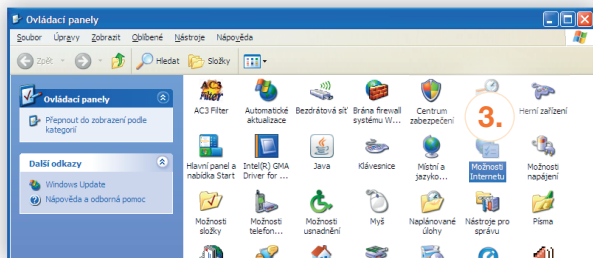 Ovládací panely
Soubor Úpravy Zobrazit Oblíbené Nástroje Nápověda
Zpět Hledat Složky
Ovládací panely
Přepnout do zobrazení podle
kategorií
Další odkazy
Windows Update
Nápověda a odborná pomoc
AC3 Filter
Automatické
aktualizace
Bezdrátová síť
Brána firewall
systému W...
Centrum
zabezpečení
3.
Herní zařízení
Hlavní panel a
nabídka Start
Intel(R) GMA
Driver for ...
Java
Klávesnice
Místní a
jazyko...
Možnosti
Internetu
Možnosti
napájení
Možnosti
složky
Možnosti
telefon...
Možnosti
usnadnění
Myš
Naplánované
úlohy
Nástroje pro
správu
Písma